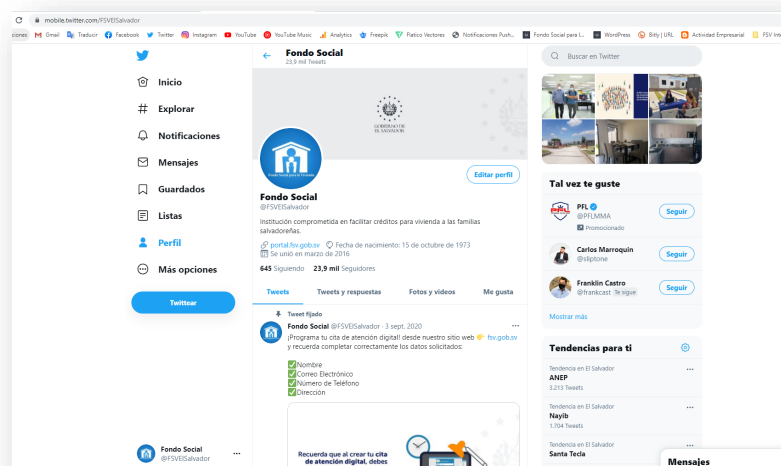 mobile.twitter.com/FSVElSalvador
ciones Gmail Traducir Facebook Twitter Instagram YouTube YouTube Music Analytics Freepik Flatico Vectores Notificaciones Push... Fondo Social para l... WordPress Bitly | URL Actividad Empresarial FSV Int
Fondo Social
23,9 mil Tweets
Buscar en Twitter
Inicio
Explorar
Notificaciones
Mensajes
Guardados
Listas
Perfil
Más opciones
Twittear
GOBIERNO DE
EL SALVADOR
Fondo Social para la Vivienda
Editar perfil
Fondo Social
@FSVElSalvador
Institución comprometida en facilitar créditos para vivienda a las familias
salvadoreñas.
portal.fsv.gob.sv Fecha de nacimiento: 15 de octubre de 1973
Se unió en marzo de 2016
645 Siguiendo 23,9 mil Seguidores
Tweets Tweets y respuestas Fotos y videos Me gusta
Tweet fijado
Fondo Social @FSVElSalvador · 3 sept. 2020
¡Programa tu cita de atención digital! desde nuestro sitio web 👉 fsv.gob.sv
y recuerda completar correctamente los datos solicitados:
✅Nombre
✅Correo Electrónico
✅Número de Teléfono
✅Dirección
Recuerda que al crear tu cita
de atención digital, debes
Fondo Social
@FSVElSalvador
Tal vez te guste
PFL
@PFLMMA
Promocionado
Seguir
Carlos Marroquin
@sliptone
Seguir
Franklin Castro
@frankcast Te sigue
Seguir
Mostrar más
Tendencias para ti
Tendencia en El Salvador
ANEP
3.213 Tweets
Tendencia en El Salvador
Nayib
1.704 Tweets
Tendencia en El Salvador
Santa Tecla
Mensajes